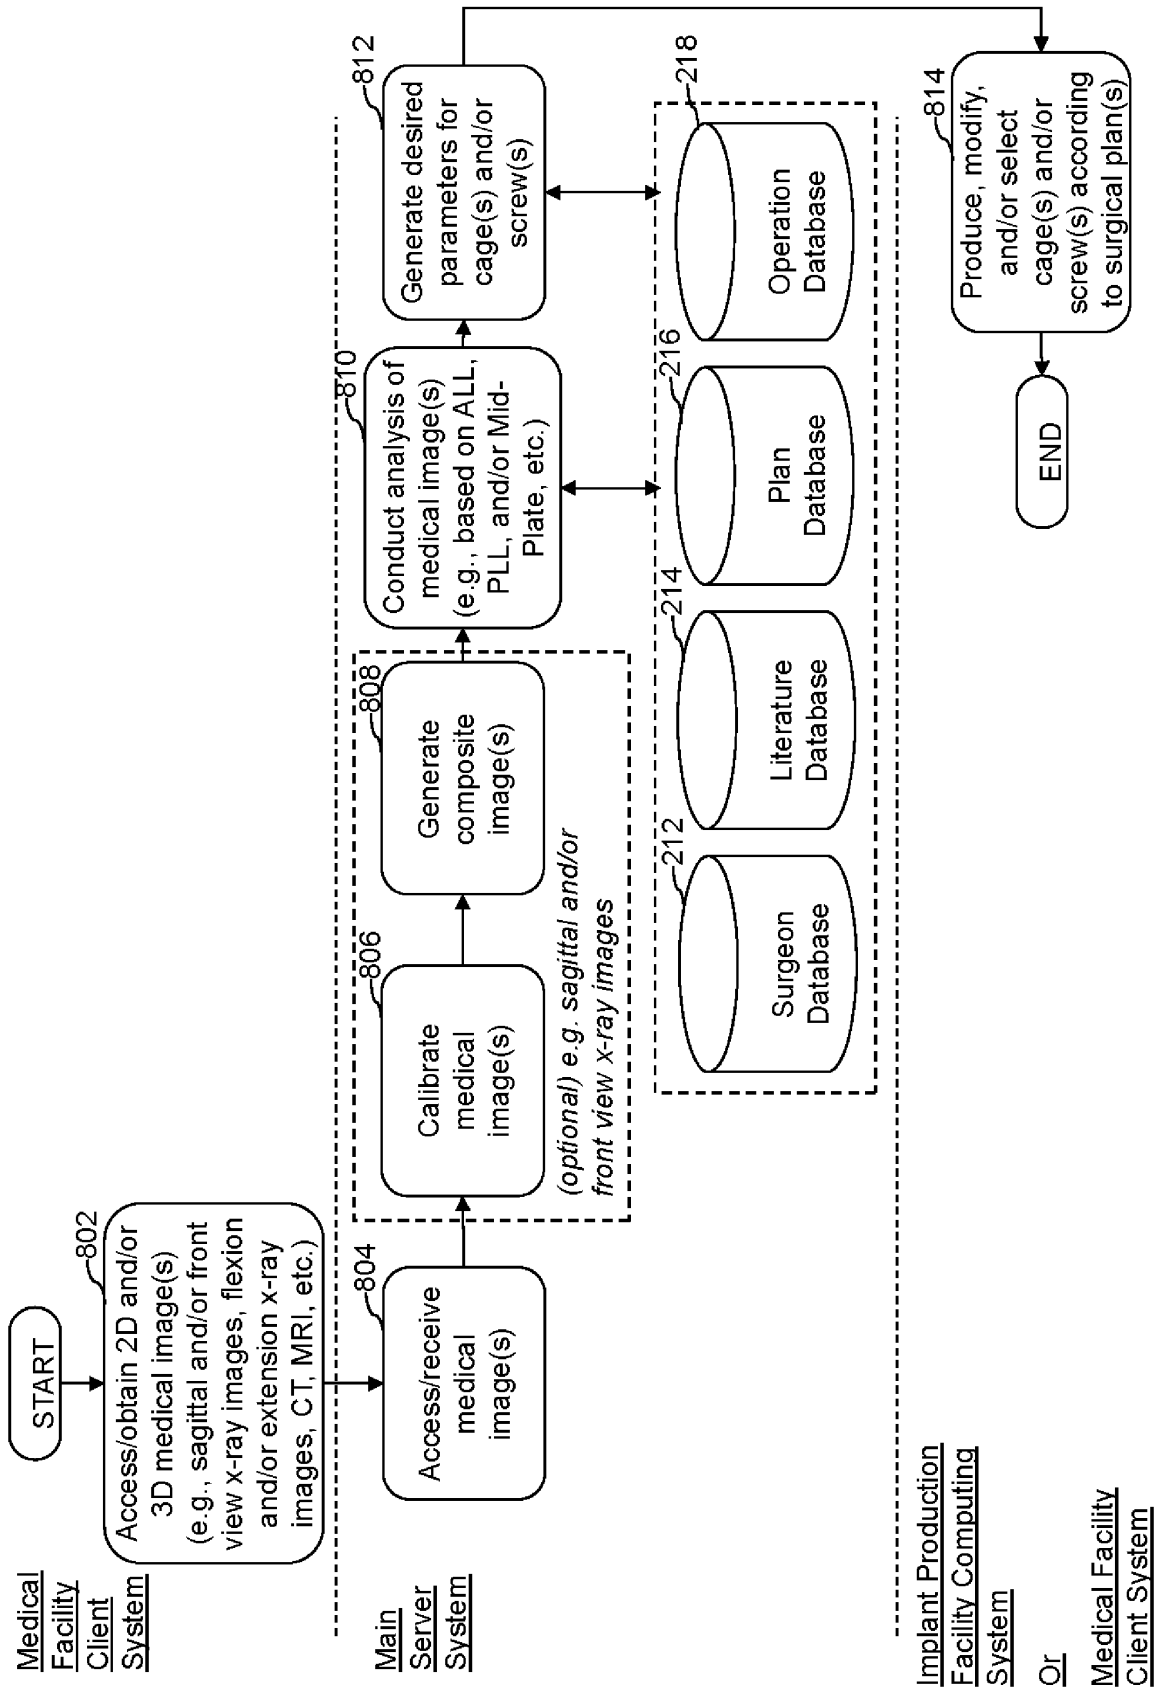 Medical
Facility
Client
System
START
802
Access/obtain 2D and/or
3D medical image(s)
(e.g., sagittal and/or front
view x-ray images, flexion
and/or extension x-ray
images, CT, MRI, etc.)
Main
Server
System
804
Access/receive
medical
image(s)
806
Calibrate
medical
image(s)
808
Generate
composite
image(s)
(optional) e.g. sagittal and/or
front view x-ray images
810
Conduct analysis of
medical image(s)
(e.g., based on ALL,
PLL, and/or Mid-
Plate, etc.)
812
Generate desired
parameters for
cage(s) and/or
screw(s)
212
Surgeon
Database
214
Literature
Database
216
Plan
Database
218
Operation
Database
Implant Production
Facility Computing
System
Or
Medical Facility
Client System
814
Produce, modify,
and/or select
cage(s) and/or
screw(s) according
to surgical plan(s)
END